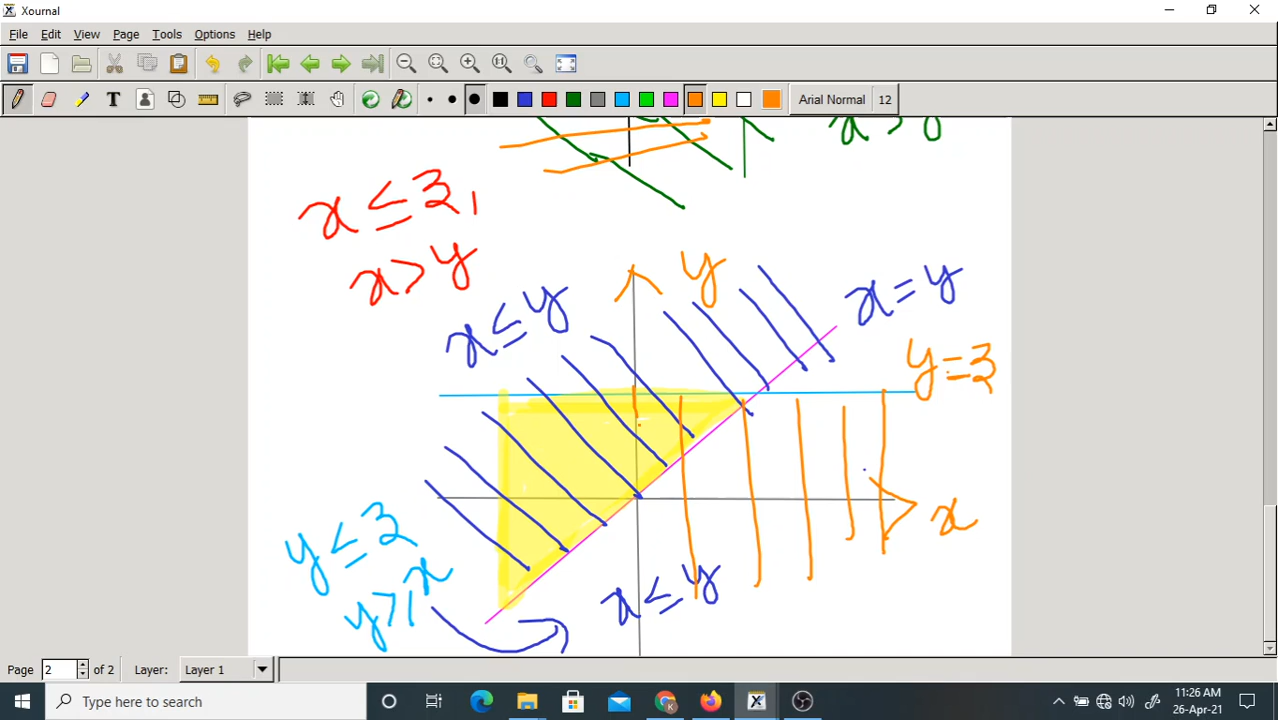 Xournal
File Edit View Page Tools Options Help
Arial Normal 12
x > 0
x ≤ 3,
x > y
y
x = y
x ≤ y
y = 3
y ≤ 3
y ≥ x
x
x ≤ y
Page 2 of 2 Layer: Layer 1
Type here to search
11:26 AM
26-Apr-21